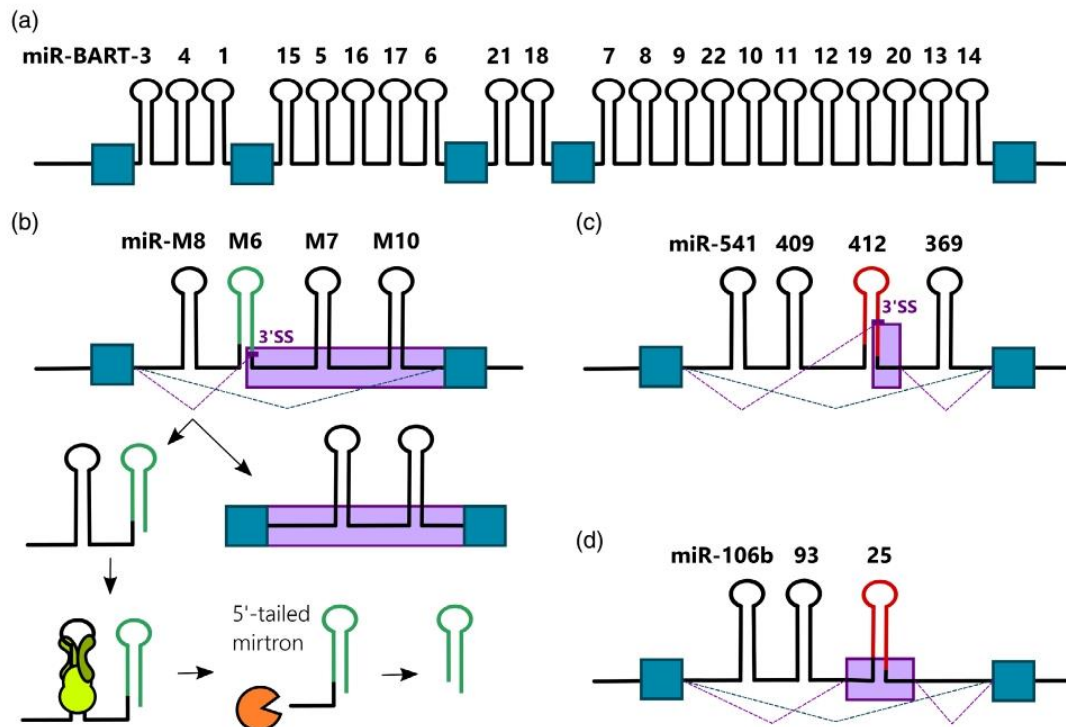 (a)
miR-BART-3 4 1 15 5 16 17 6 21 18 7 8 9 22 10 11 12 19 20 13 14
(b)
miR-M8 M6 M7 M10
3'SS
(c)
miR-541 409 412 369
3'SS
5'-tailed
mirtron
(d)
miR-106b 93 25